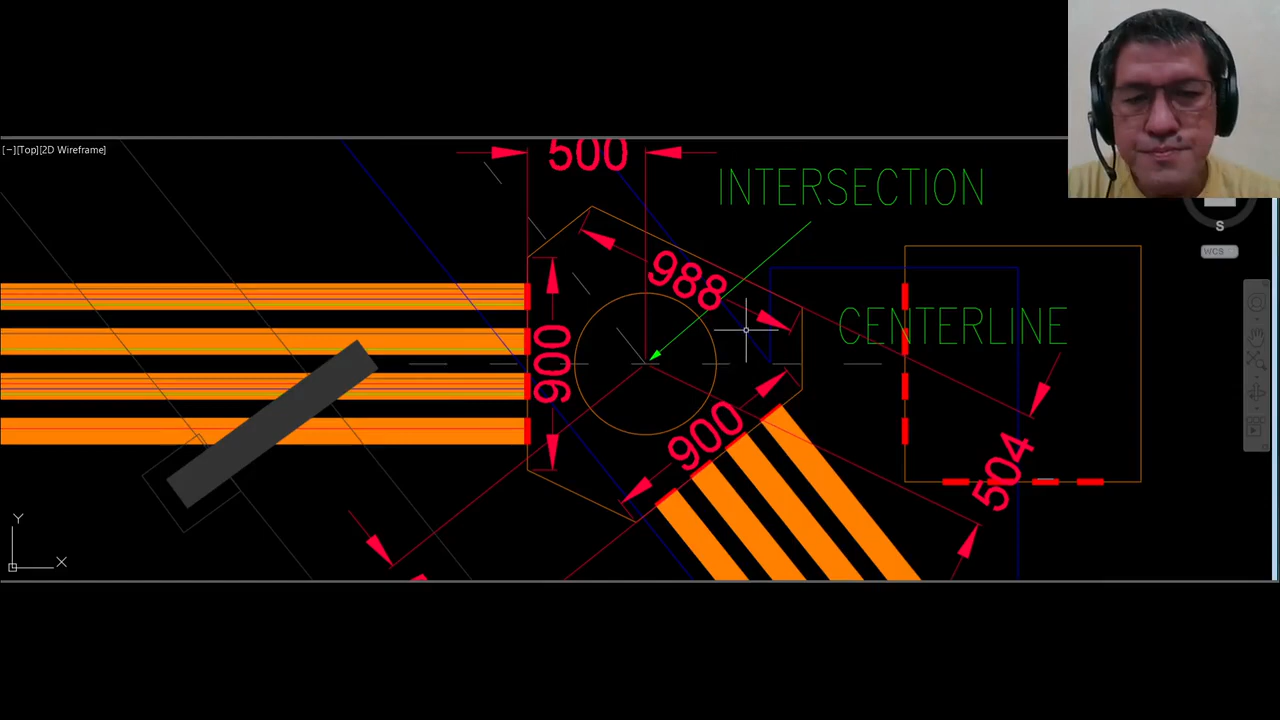 [−][Top][2D Wireframe]
500
INTERSECTION
S
WCS
988
CENTERLINE
900
900
504
Y
X